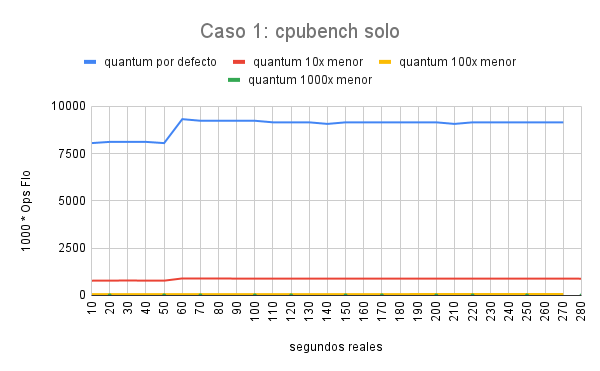 Caso 1: cpubench solo
quantum por defecto quantum 10x menor quantum 100x menor
quantum 1000x menor
10000
7500
5000
2500
0
1000 * Ops Flo
10 20 30 40 50 60 70 80 90 100 110 120 130 140 150 160 170 180 190 200 210 220 230 240 250 260 270 280
segundos reales